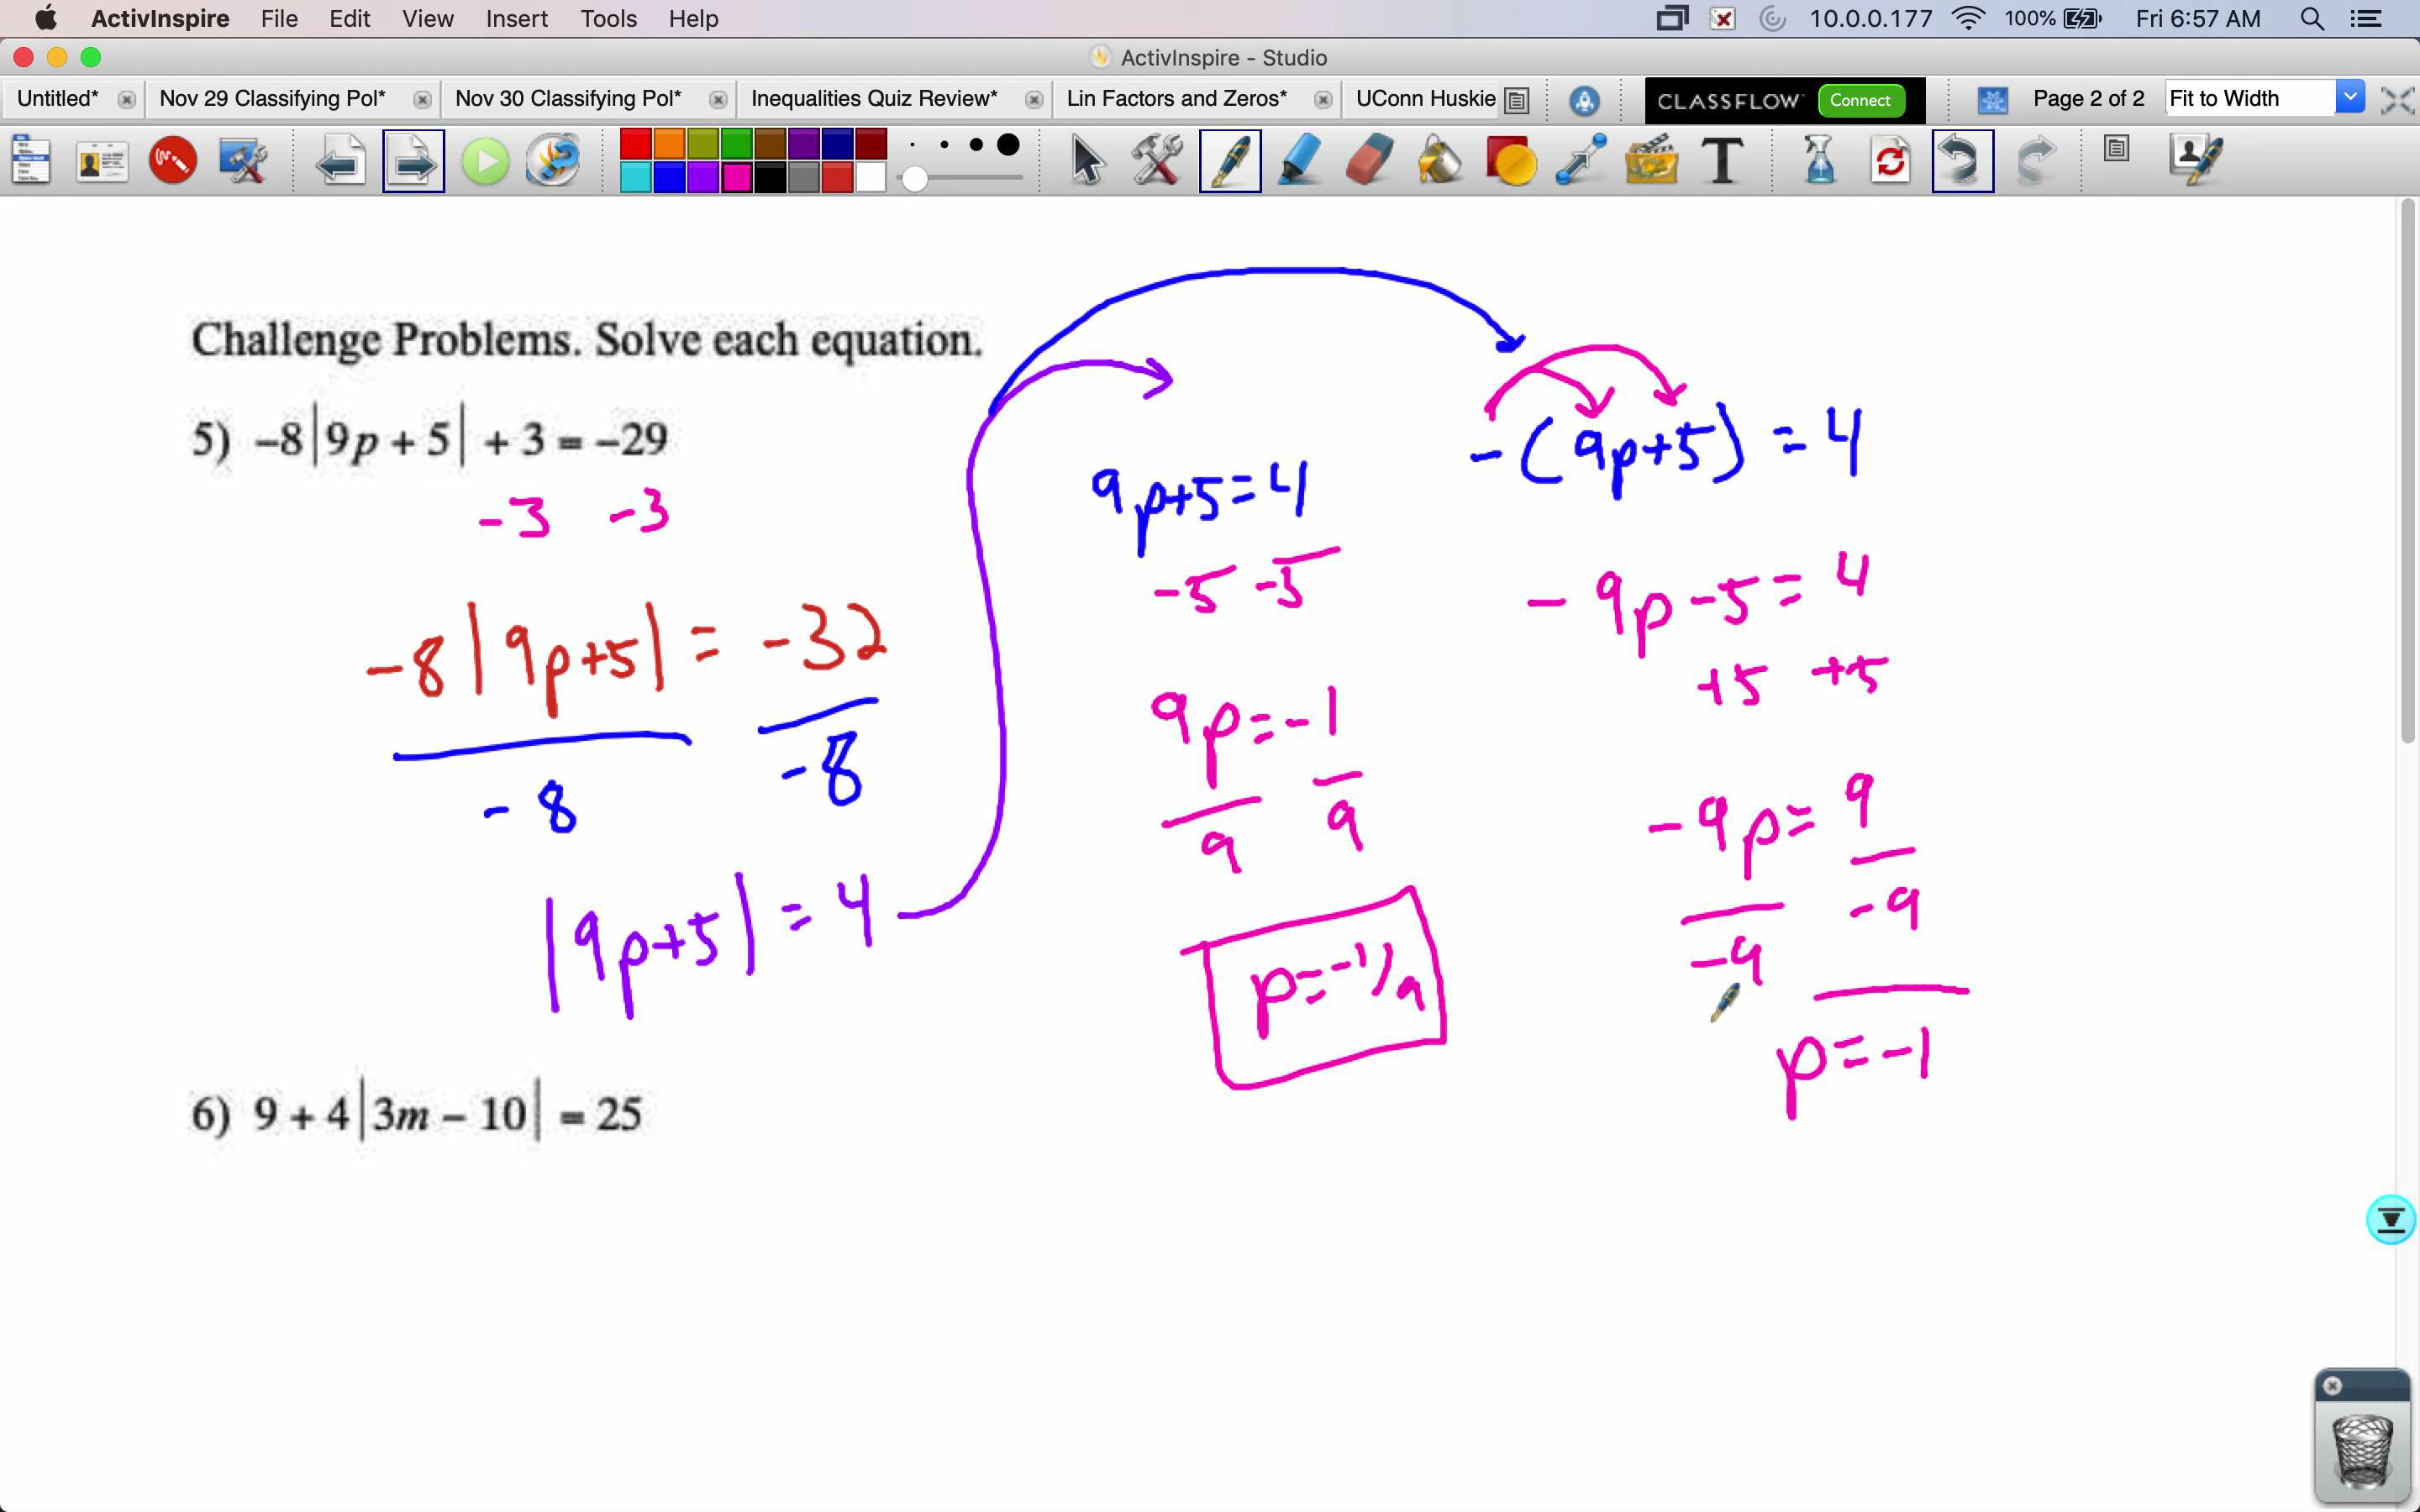 ActivInspire File Edit View Insert Tools Help 10.0.0.177 100% Fri 6:57 AM
ActivInspire - Studio
Untitled* Nov 29 Classifying Pol* Nov 30 Classifying Pol* Inequalities Quiz Review* Lin Factors and Zeros* UConn Huskie CLASSFLOW Connect Page 2 of 2 Fit to Width
T
Challenge Problems. Solve each equation.
5) -8|9p + 5| + 3 = -29
-3 -3
-8|9p+5| = -32
-8 -8
|9p+5| = 4
9p+5=4
-5 -5
9p=-1
9 9
p=-1/9
-(9p+5) = 4
-9p-5=4
+5 +5
-9p=9
-9 -9
p=-1
6) 9 + 4|3m - 10| = 25